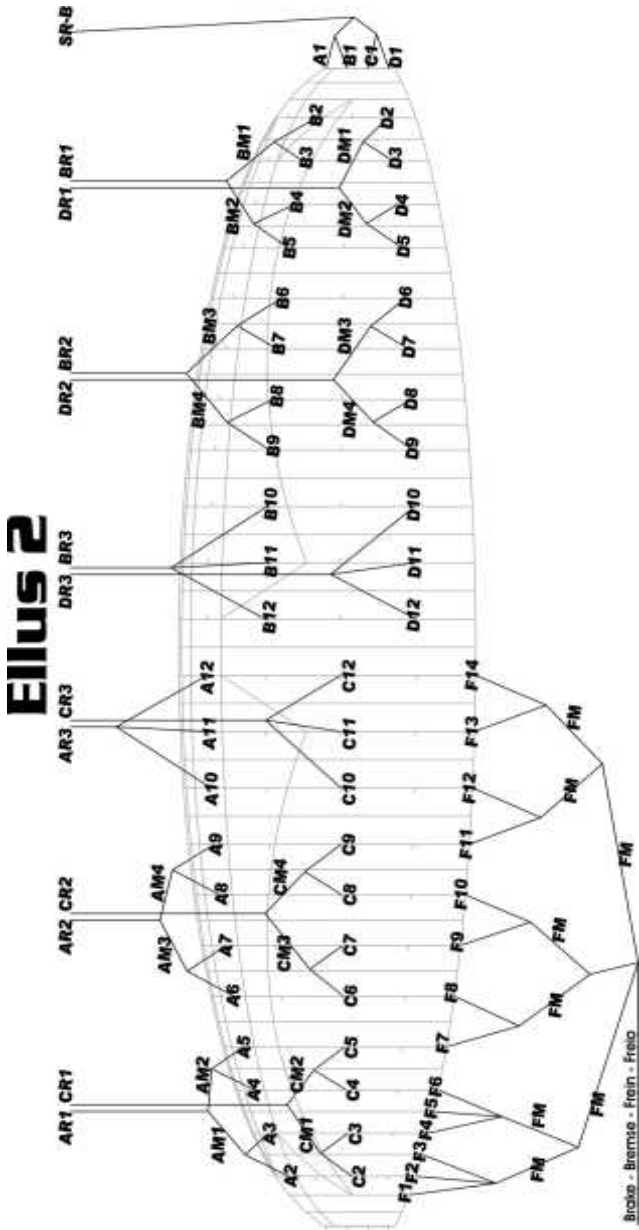 Ellus 2
AR1 CR1 AR2 CR2 AR3 CR3 DR3 BR3 DR2 BR2 DR1 BR1 SR-B
AM1 AM2 AM3 AM4 BM4 BM3 BM2 BM1
A2 A3 A4 A5 A6 A7 A8 A9 A10 A11 A12 B12 B11 B10 B9 B8 B7 B6 B5 B4 B3 B2 A1 B1 C1 D1
CM1 CM2 CM3 CM4 DM4 DM3 DM2 DM1
C2 C3 C4 C5 C6 C7 C8 C9 C10 C11 C12 D12 D11 D10 D9 D8 D7 D6 D5 D4 D3 D2
F1 F2 F3 F4 F5 F6 F7 F8 F9 F10 F11 F12 F13 F14
FM FM FM FM FM FM
FM FM
Brake - Bremse - Frein - Freio